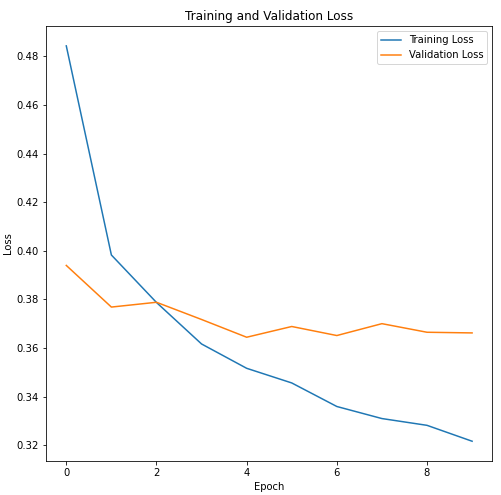 Training and Validation Loss
Training Loss
Validation Loss
0.48
0.46
0.44
0.42
0.40
0.38
0.36
0.34
0.32
Loss
0 2 4 6 8
Epoch